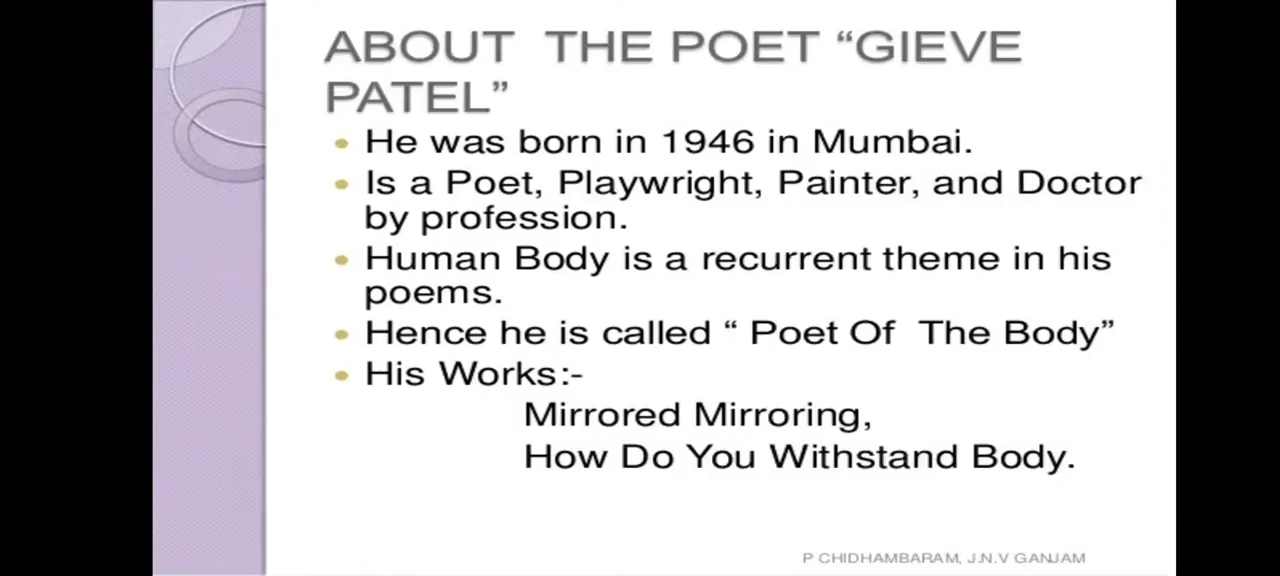 ABOUT THE POET “GIEVE
PATEL”
He was born in 1946 in Mumbai.
Is a Poet, Playwright, Painter, and Doctor
by profession.
Human Body is a recurrent theme in his
poems.
Hence he is called “ Poet Of The Body”
His Works:-
Mirrored Mirroring,
How Do You Withstand Body.
P CHIDHAMBARAM, J.N.V GANJAM